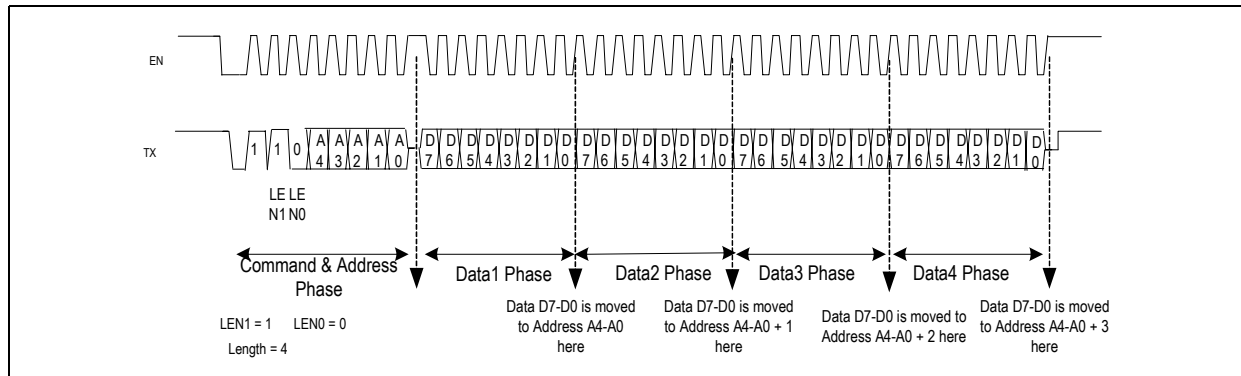 EN
TX
1 1 0 A4 A3 A2 A1 A0 D7 D6 D5 D4 D3 D2 D1 D0 D7 D6 D5 D4 D3 D2 D1 D0 D7 D6 D5 D4 D3 D2 D1 D0 D7 D6 D5 D4 D3 D2 D1 D0
LE LE
N1 N0
Command & Address
Phase
Data1 Phase
Data2 Phase
Data3 Phase
Data4 Phase
LEN1 = 1 LEN0 = 0
Length = 4
Data D7-D0 is moved
to Address A4-A0
here
Data D7-D0 is moved
to Address A4-A0 + 1
here
Data D7-D0 is moved to
Address A4-A0 + 2 here
Data D7-D0 is moved
to Address A4-A0 + 3
here